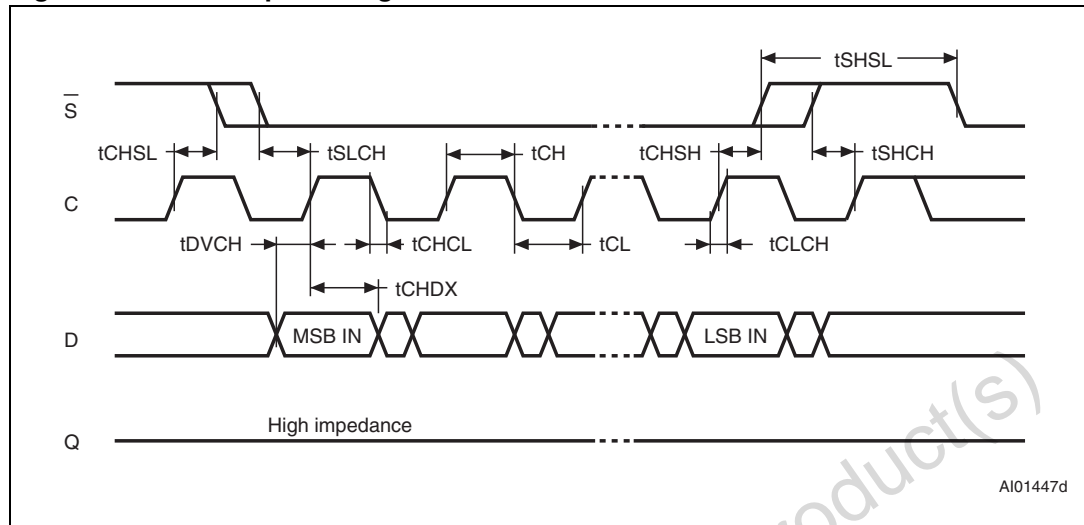 tSHSL
S
tCHSL tSLCH tCH tCHSH tSHCH
C
tDVCH tCHCL tCL tCLCH
tCHDX
D MSB IN LSB IN
High impedance
Q
AI01447d